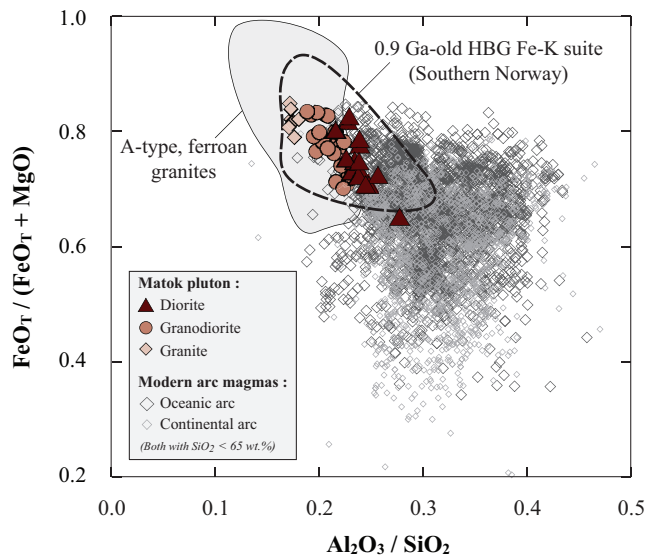 1.0
0.8
0.6
0.4
0.2
FeO_T / (FeO_T + MgO)
0.9 Ga-old HBG Fe-K suite
(Southern Norway)
A-type, ferroan
granites
Matok pluton :
Diorite
Granodiorite
Granite
Modern arc magmas :
Oceanic arc
Continental arc
(Both with SiO₂ < 65 wt.%)
0.0 0.1 0.2 0.3 0.4 0.5
Al₂O₃ / SiO₂